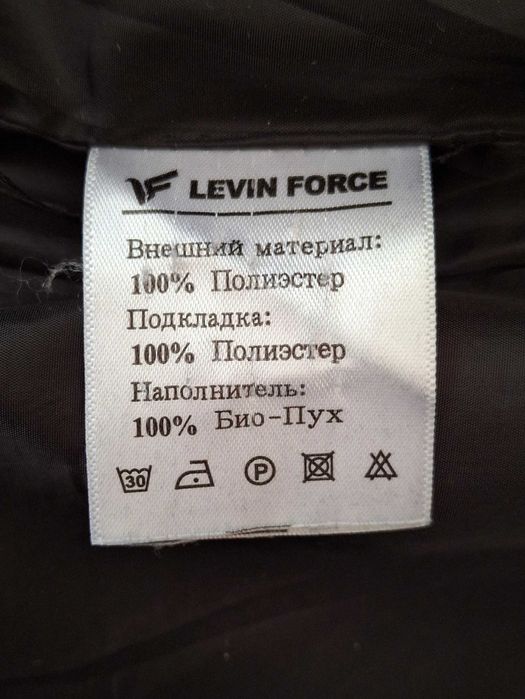 LEVIN FORCE
Внешний материал:
100% Полиэстер
Подкладка:
100% Полиэстер
Наполнитель:
100% Био-Пух
30 P